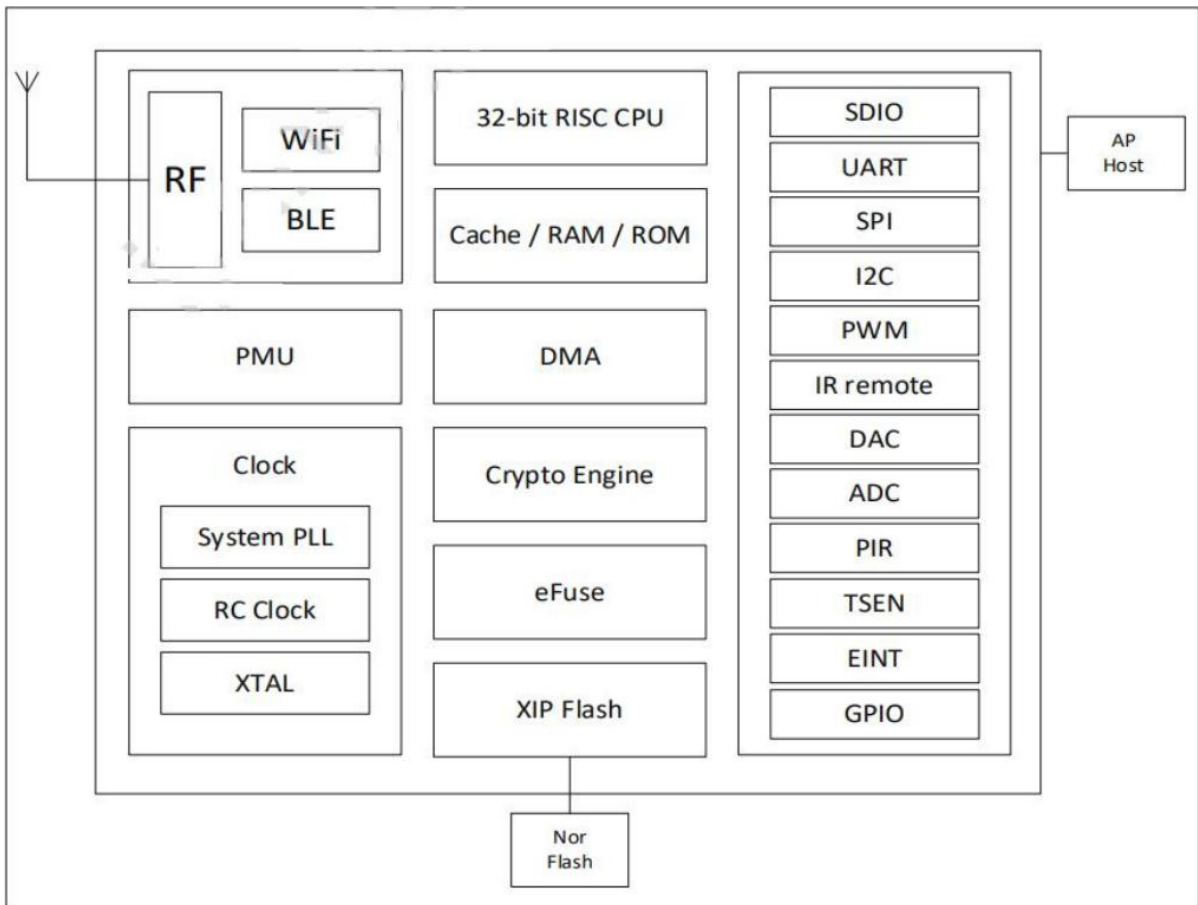 RF
WiFi
BLE
PMU
Clock
System PLL
RC Clock
XTAL
32-bit RISC CPU
Cache / RAM / ROM
DMA
Crypto Engine
eFuse
XIP Flash
Nor
Flash
SDIO
UART
SPI
I2C
PWM
IR remote
DAC
ADC
PIR
TSEN
EINT
GPIO
AP
Host